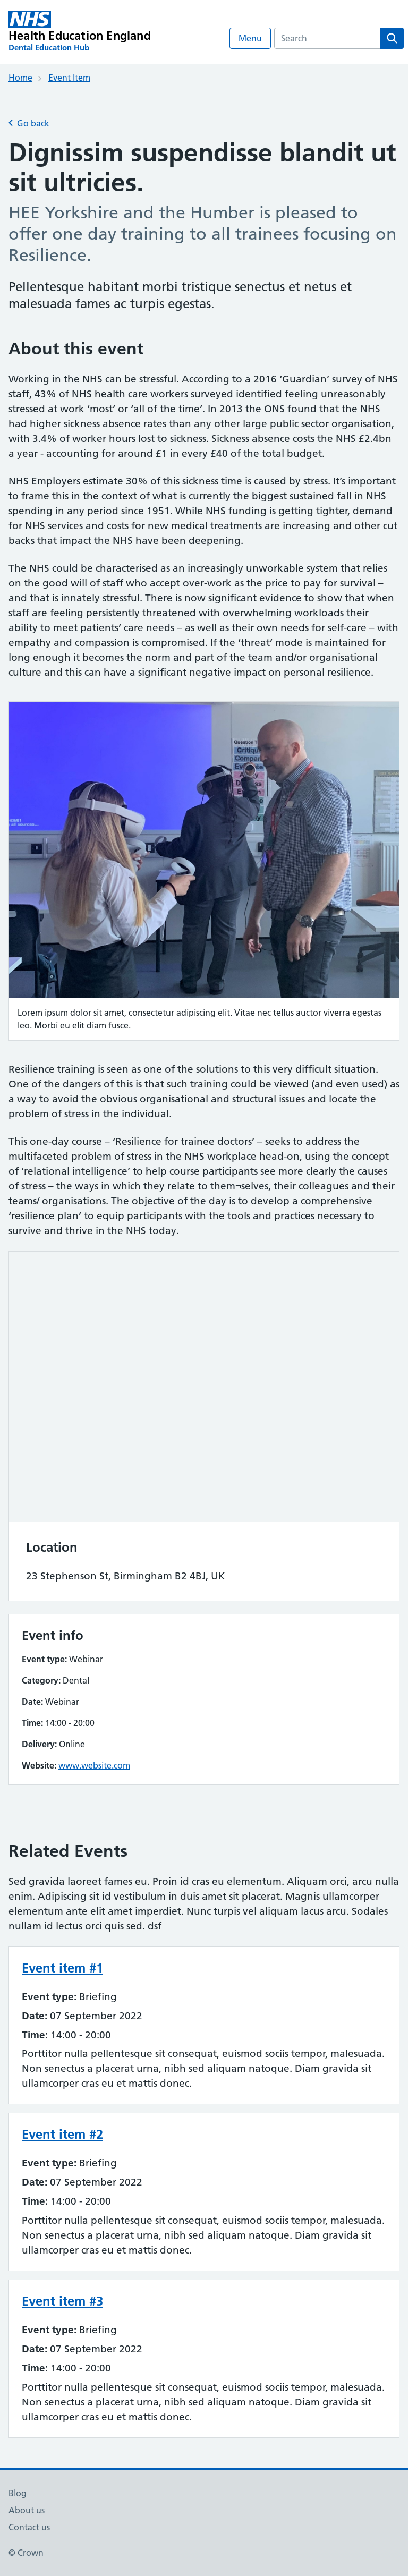 NHS
Health Education England
Dental Education Hub
Menu
Search
Home > Event Item
Go back
Dignissim suspendisse blandit ut
sit ultricies.
HEE Yorkshire and the Humber is pleased to
offer one day training to all trainees focusing on
Resilience.
Pellentesque habitant morbi tristique senectus et netus et
malesuada fames ac turpis egestas.
About this event
Working in the NHS can be stressful. According to a 2016 ‘Guardian’ survey of NHS
staff, 43% of NHS health care workers surveyed identified feeling unreasonably
stressed at work ‘most’ or ‘all of the time’. In 2013 the ONS found that the NHS
had higher sickness absence rates than any other large public sector organisation,
with 3.4% of worker hours lost to sickness. Sickness absence costs the NHS £2.4bn
a year - accounting for around £1 in every £40 of the total budget.
NHS Employers estimate 30% of this sickness time is caused by stress. It’s important
to frame this in the context of what is currently the biggest sustained fall in NHS
spending in any period since 1951. While NHS funding is getting tighter, demand
for NHS services and costs for new medical treatments are increasing and other cut
backs that impact the NHS have been deepening.
The NHS could be characterised as an increasingly unworkable system that relies
on the good will of staff who accept over-work as the price to pay for survival –
and that is innately stressful. There is now significant evidence to show that when
staff are feeling persistently threatened with overwhelming workloads their
ability to meet patients’ care needs – as well as their own needs for self-care – with
empathy and compassion is compromised. If the ‘threat’ mode is maintained for
long enough it becomes the norm and part of the team and/or organisational
culture and this can have a significant negative impact on personal resilience.
Question
Lorem ipsum dolor sit amet, consectetur adipiscing elit. Vitae nec tellus auctor viverra egestas
leo. Morbi eu elit diam fusce.
Resilience training is seen as one of the solutions to this very difficult situation.
One of the dangers of this is that such training could be viewed (and even used) as
a way to avoid the obvious organisational and structural issues and locate the
problem of stress in the individual.
This one-day course – ‘Resilience for trainee doctors’ – seeks to address the
multifaceted problem of stress in the NHS workplace head-on, using the concept
of ‘relational intelligence’ to help course participants see more clearly the causes
of stress – the ways in which they relate to them¬selves, their colleagues and their
teams/ organisations. The objective of the day is to develop a comprehensive
‘resilience plan’ to equip participants with the tools and practices necessary to
survive and thrive in the NHS today.
Location
23 Stephenson St, Birmingham B2 4BJ, UK
Event info
Event type: Webinar
Category: Dental
Date: Webinar
Time: 14:00 - 20:00
Delivery: Online
Website: www.website.com
Related Events
Sed gravida laoreet fames eu. Proin id cras eu elementum. Aliquam orci, arcu nulla
enim. Adipiscing sit id vestibulum in duis amet sit placerat. Magnis ullamcorper
elementum ante elit amet imperdiet. Nunc turpis vel aliquam lacus arcu. Sodales
nullam id lectus orci quis sed. dsf
Event item #1
Event type: Briefing
Date: 07 September 2022
Time: 14:00 - 20:00
Porttitor nulla pellentesque sit consequat, euismod sociis tempor, malesuada.
Non senectus a placerat urna, nibh sed aliquam natoque. Diam gravida sit
ullamcorper cras eu et mattis donec.
Event item #2
Event type: Briefing
Date: 07 September 2022
Time: 14:00 - 20:00
Porttitor nulla pellentesque sit consequat, euismod sociis tempor, malesuada.
Non senectus a placerat urna, nibh sed aliquam natoque. Diam gravida sit
ullamcorper cras eu et mattis donec.
Event item #3
Event type: Briefing
Date: 07 September 2022
Time: 14:00 - 20:00
Porttitor nulla pellentesque sit consequat, euismod sociis tempor, malesuada.
Non senectus a placerat urna, nibh sed aliquam natoque. Diam gravida sit
ullamcorper cras eu et mattis donec.
Blog
About us
Contact us
© Crown